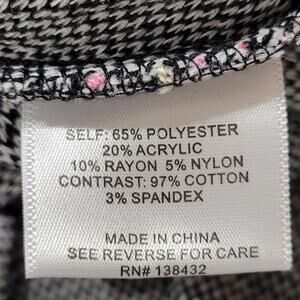 SELF: 65% POLYESTER
20% ACRYLIC
10% RAYON 5% NYLON
CONTRAST: 97% COTTON
3% SPANDEX
MADE IN CHINA
SEE REVERSE FOR CARE
RN# 138432